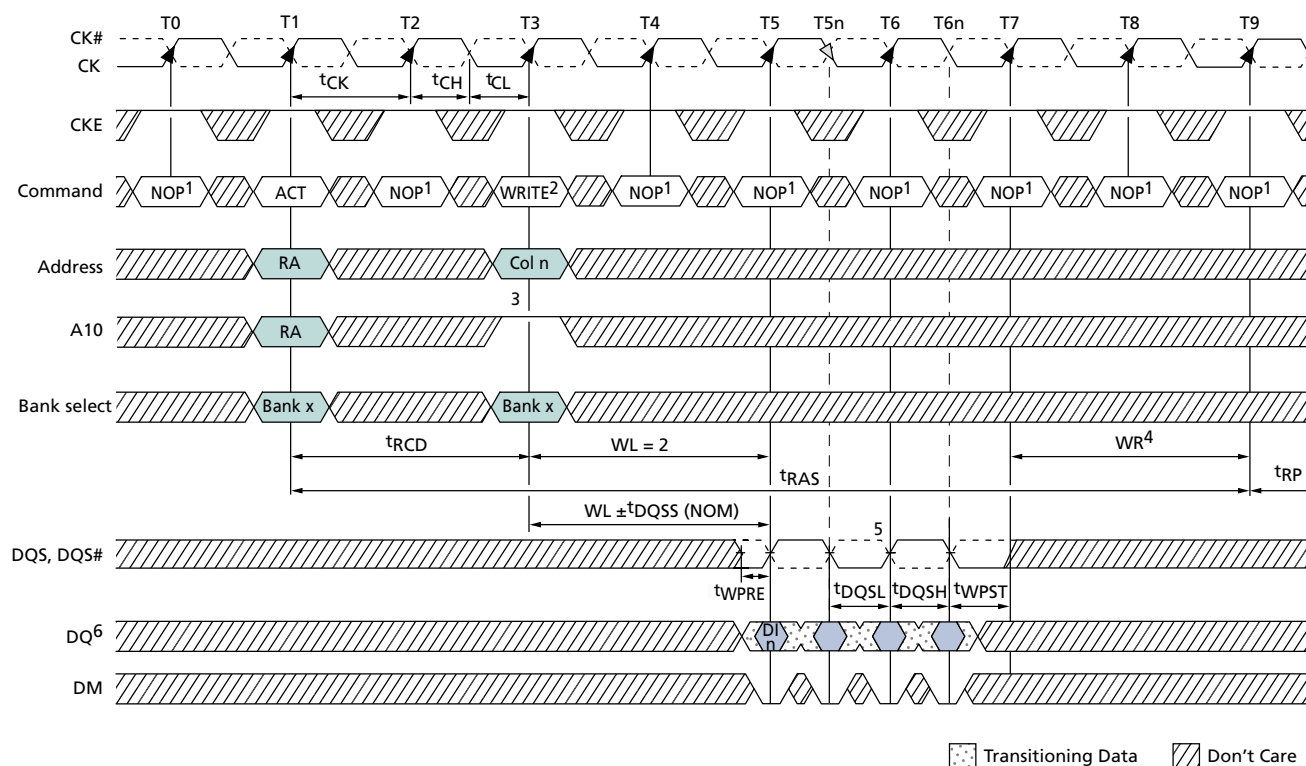 T0 T1 T2 T3 T4 T5 T5n T6 T6n T7 T8 T9
CK#
CK
tCK tCH tCL
CKE
Command NOP1 ACT NOP1 WRITE2 NOP1 NOP1 NOP1 NOP1 NOP1 NOP1
Address RA Col n
3
A10 RA
Bank select Bank x Bank x
tRCD WL = 2 WR4
tRAS tRP
WL ±tDQSS (NOM)
5
DQS, DQS#
tWPRE tDQSL tDQSH tWPST
DQ6 DI
n
DM
Transitioning Data Don't Care